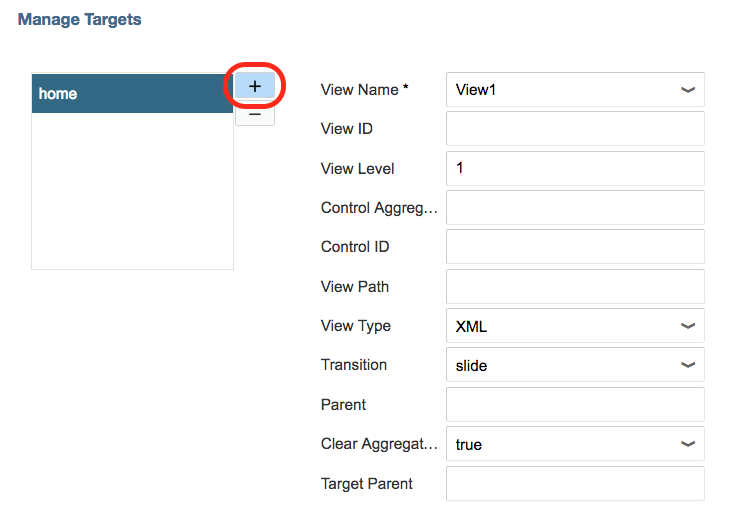 Manage Targets
home
+
−
View Name * View1
View ID
View Level 1
Control Aggreg...
Control ID
View Path
View Type XML
Transition slide
Parent
Clear Aggregat... true
Target Parent